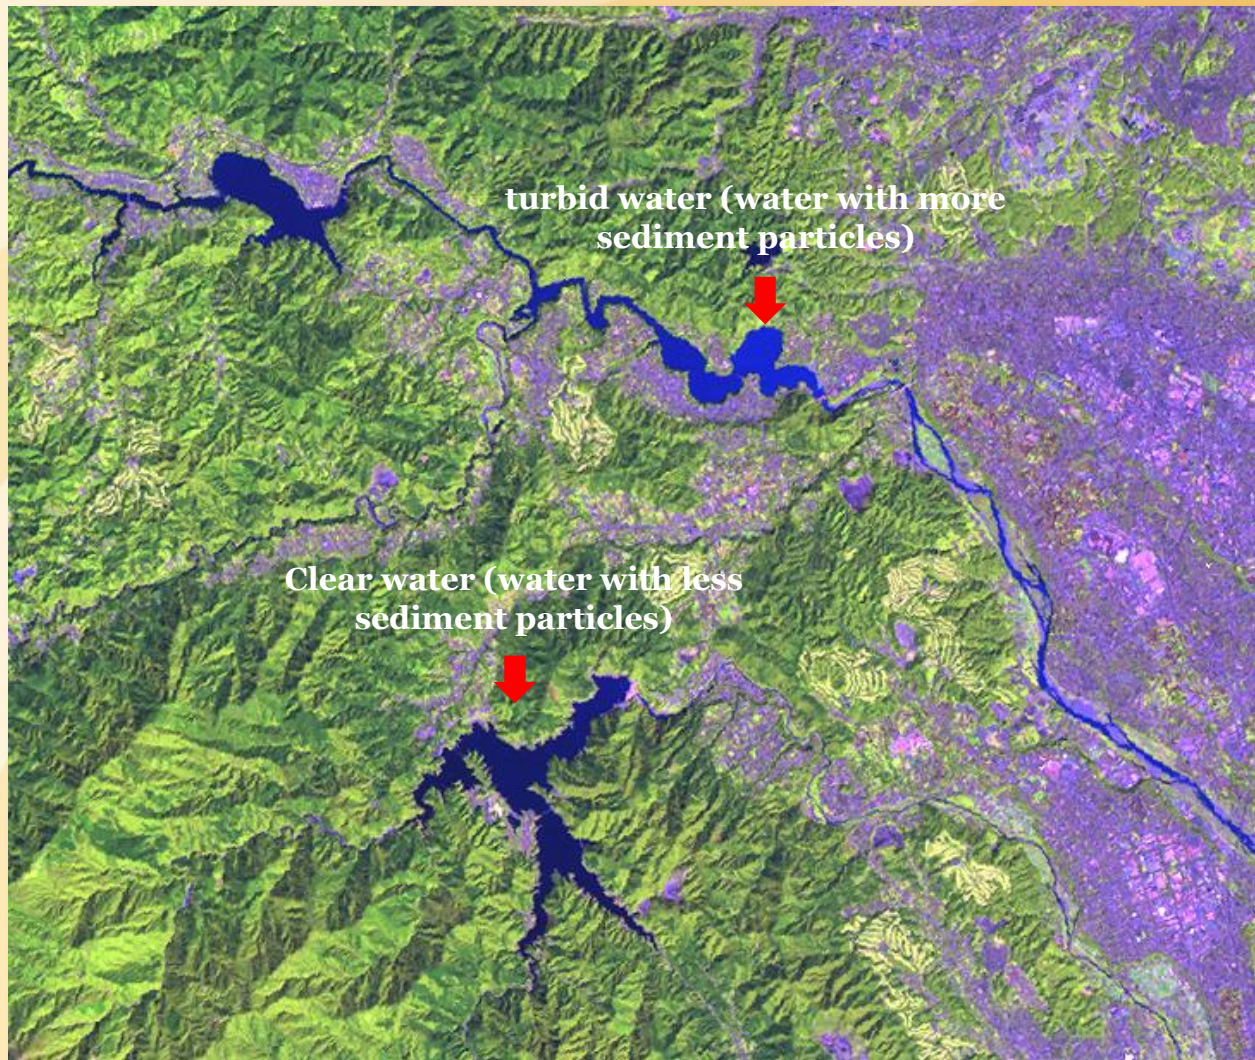 turbid water (water with more
sediment particles)
Clear water (water with less
sediment particles)